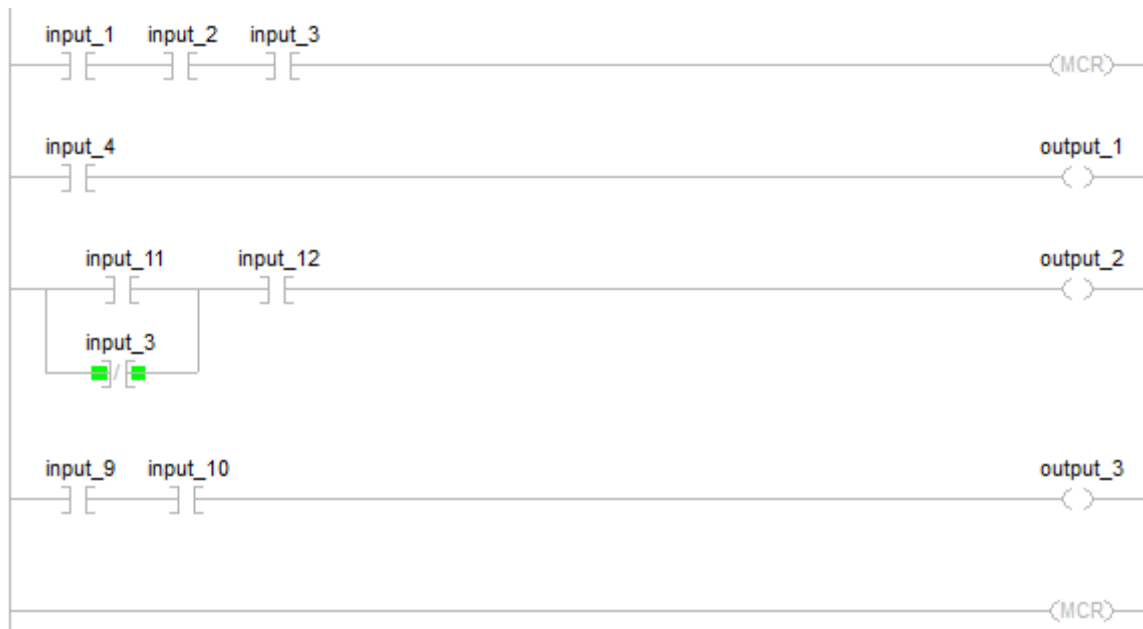 input_1 input_2 input_3
(MCR)
input_4 output_1
input_11 input_12 output_2
input_3
input_9 input_10 output_3
(MCR)